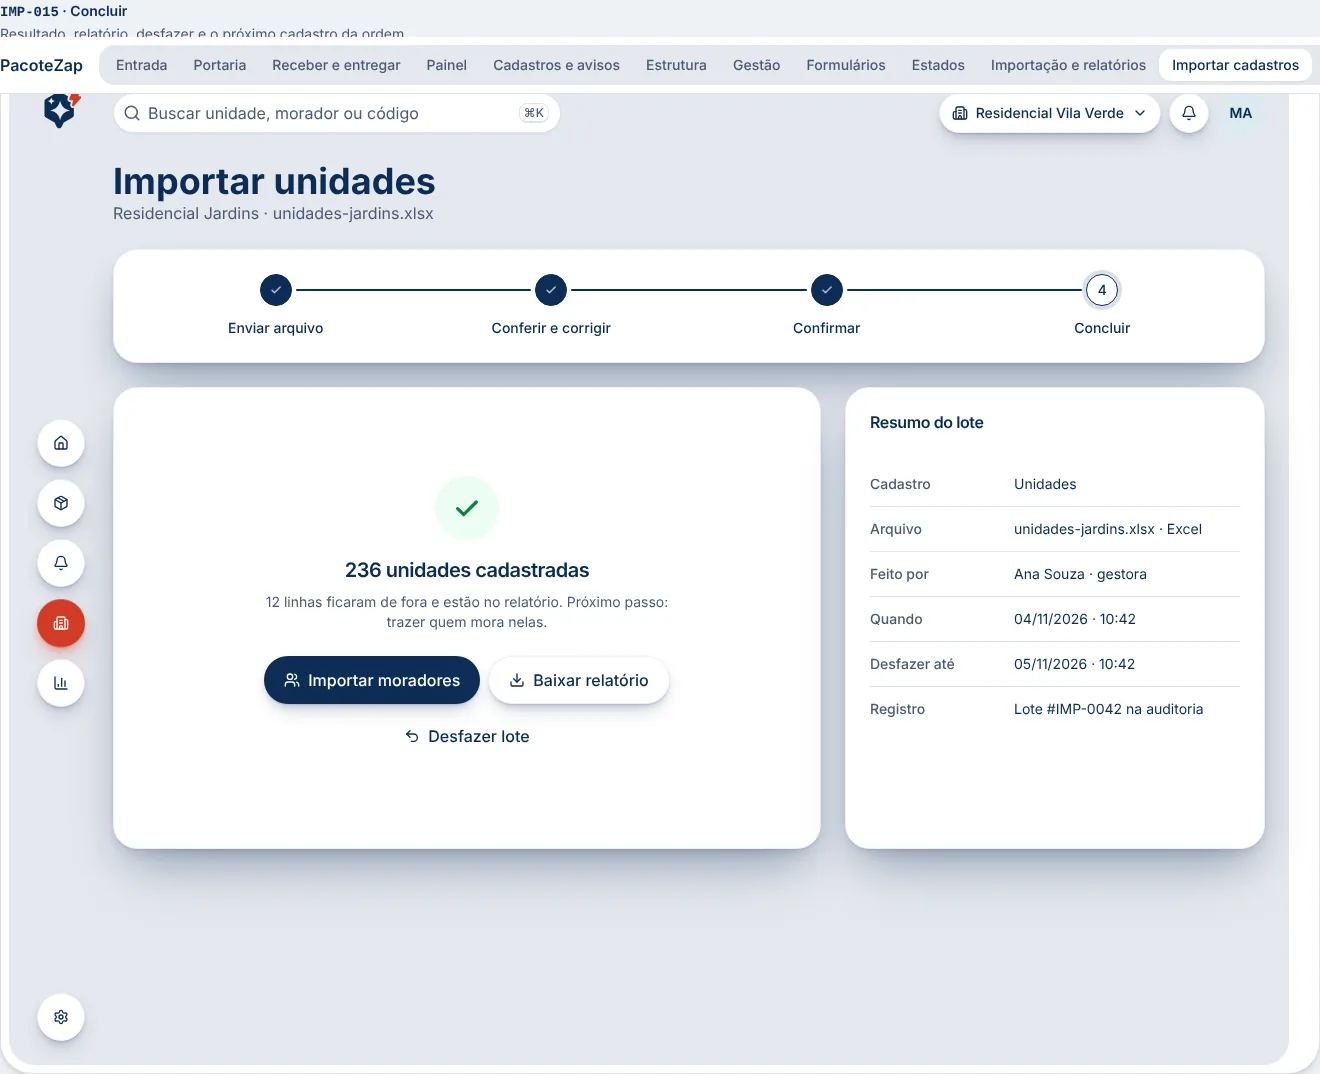 IMP-015 · Concluir
Resultado, relatório, desfazer e o próximo cadastro da ordem
PacoteZap
Entrada
Portaria
Receber e entregar
Painel
Cadastros e avisos
Estrutura
Gestão
Formulários
Estados
Importação e relatórios
Importar cadastros
Buscar unidade, morador ou código
⌘K
Residencial Vila Verde
MA
Importar unidades
Residencial Jardins · unidades-jardins.xlsx
Enviar arquivo
Conferir e corrigir
Confirmar
4
Concluir
236 unidades cadastradas
12 linhas ficaram de fora e estão no relatório. Próximo passo:
trazer quem mora nelas.
Importar moradores
Baixar relatório
Desfazer lote
Resumo do lote
Cadastro Unidades
Arquivo unidades-jardins.xlsx · Excel
Feito por Ana Souza · gestora
Quando 04/11/2026 · 10:42
Desfazer até 05/11/2026 · 10:42
Registro Lote #IMP-0042 na auditoria